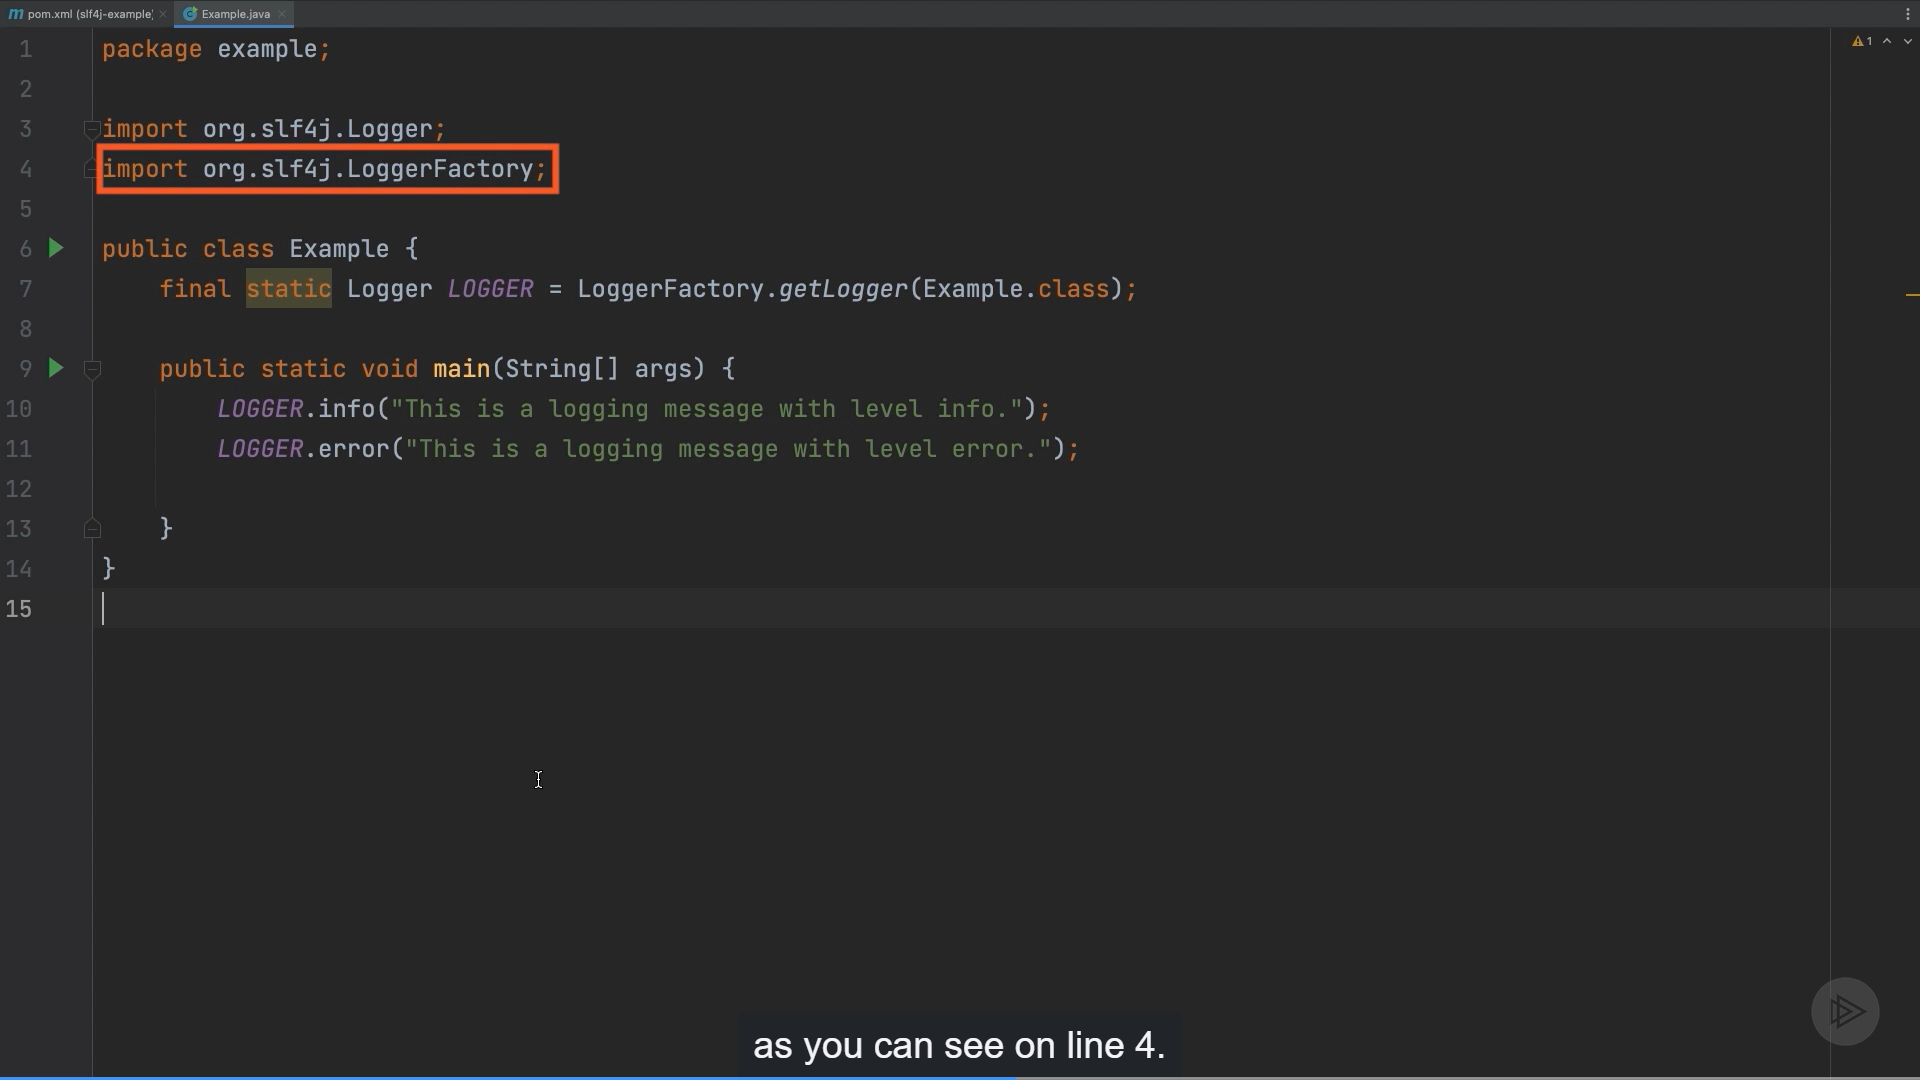 pom.xml (slf4j-example)
Example.java
1
1 package example;
2
3 import org.slf4j.Logger;
4 import org.slf4j.LoggerFactory;
5
6 public class Example {
7 final static Logger LOGGER = LoggerFactory.getLogger(Example.class);
8
9 public static void main(String[] args) {
10 LOGGER.info("This is a logging message with level info.");
11 LOGGER.error("This is a logging message with level error.");
12
13 }
14 }
15
as you can see on line 4.